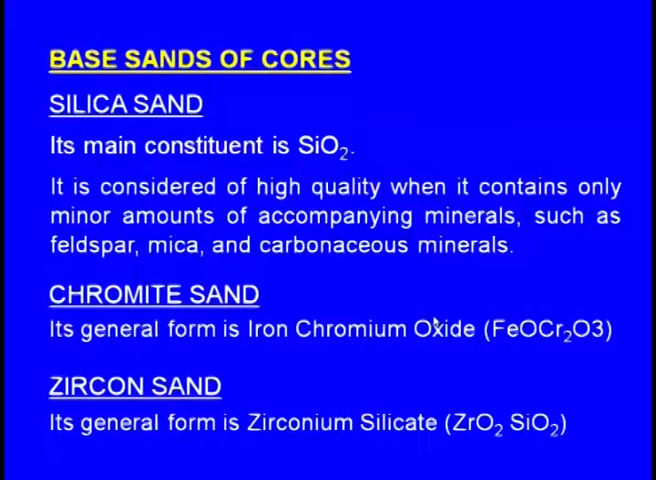 BASE SANDS OF CORES
SILICA SAND
Its main constituent is SiO₂.
It is considered of high quality when it contains only
minor amounts of accompanying minerals, such as
feldspar, mica, and carbonaceous minerals.
CHROMITE SAND
Its general form is Iron Chromium Oxide (FeOCr₂O3)
ZIRCON SAND
Its general form is Zirconium Silicate (ZrO₂ SiO₂)